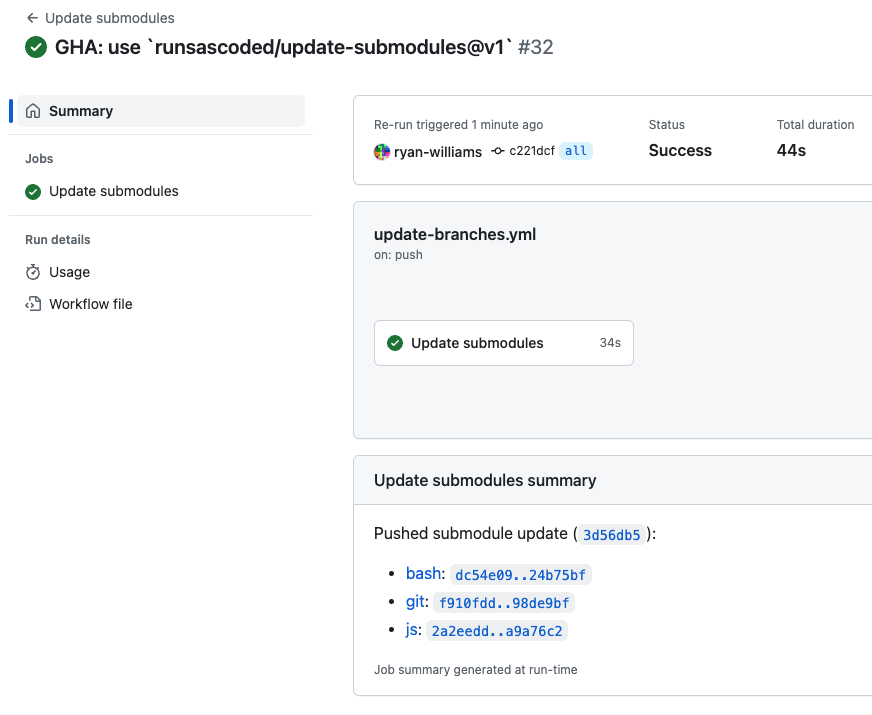 ← Update submodules
GHA: use `runsascoded/update-submodules@v1` #32
Summary
Jobs
Update submodules
Run details
Usage
Workflow file
Re-run triggered 1 minute ago
ryan-williams c221dcf all
Status
Success
Total duration
44s
update-branches.yml
on: push
Update submodules 34s
Update submodules summary
Pushed submodule update (3d56db5):
• bash: dc54e09..24b75bf
• git: f910fdd..98de9bf
• js: 2a2eedd..a9a76c2
Job summary generated at run-time